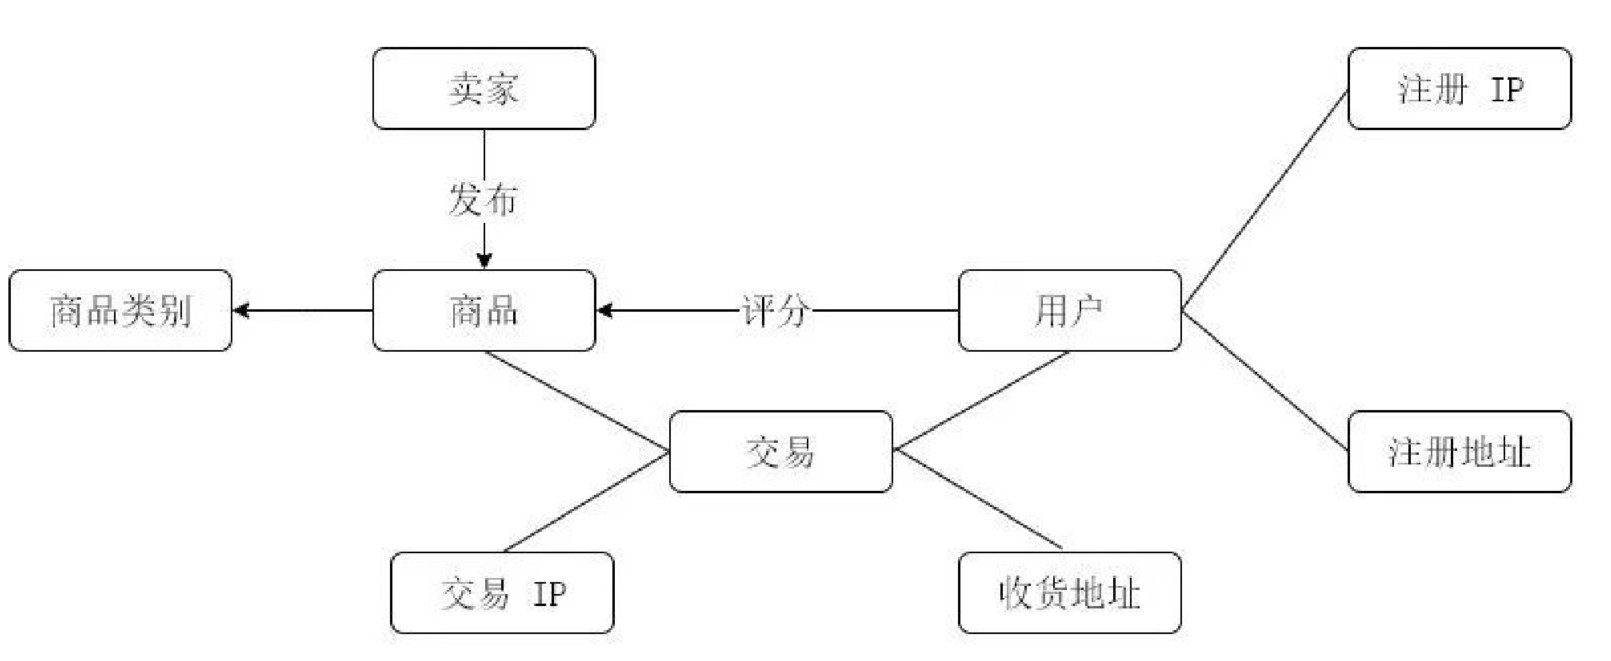 卖家
注册 IP
发布
商品类别
商品
评分
用户
交易
注册地址
交易 IP
收货地址